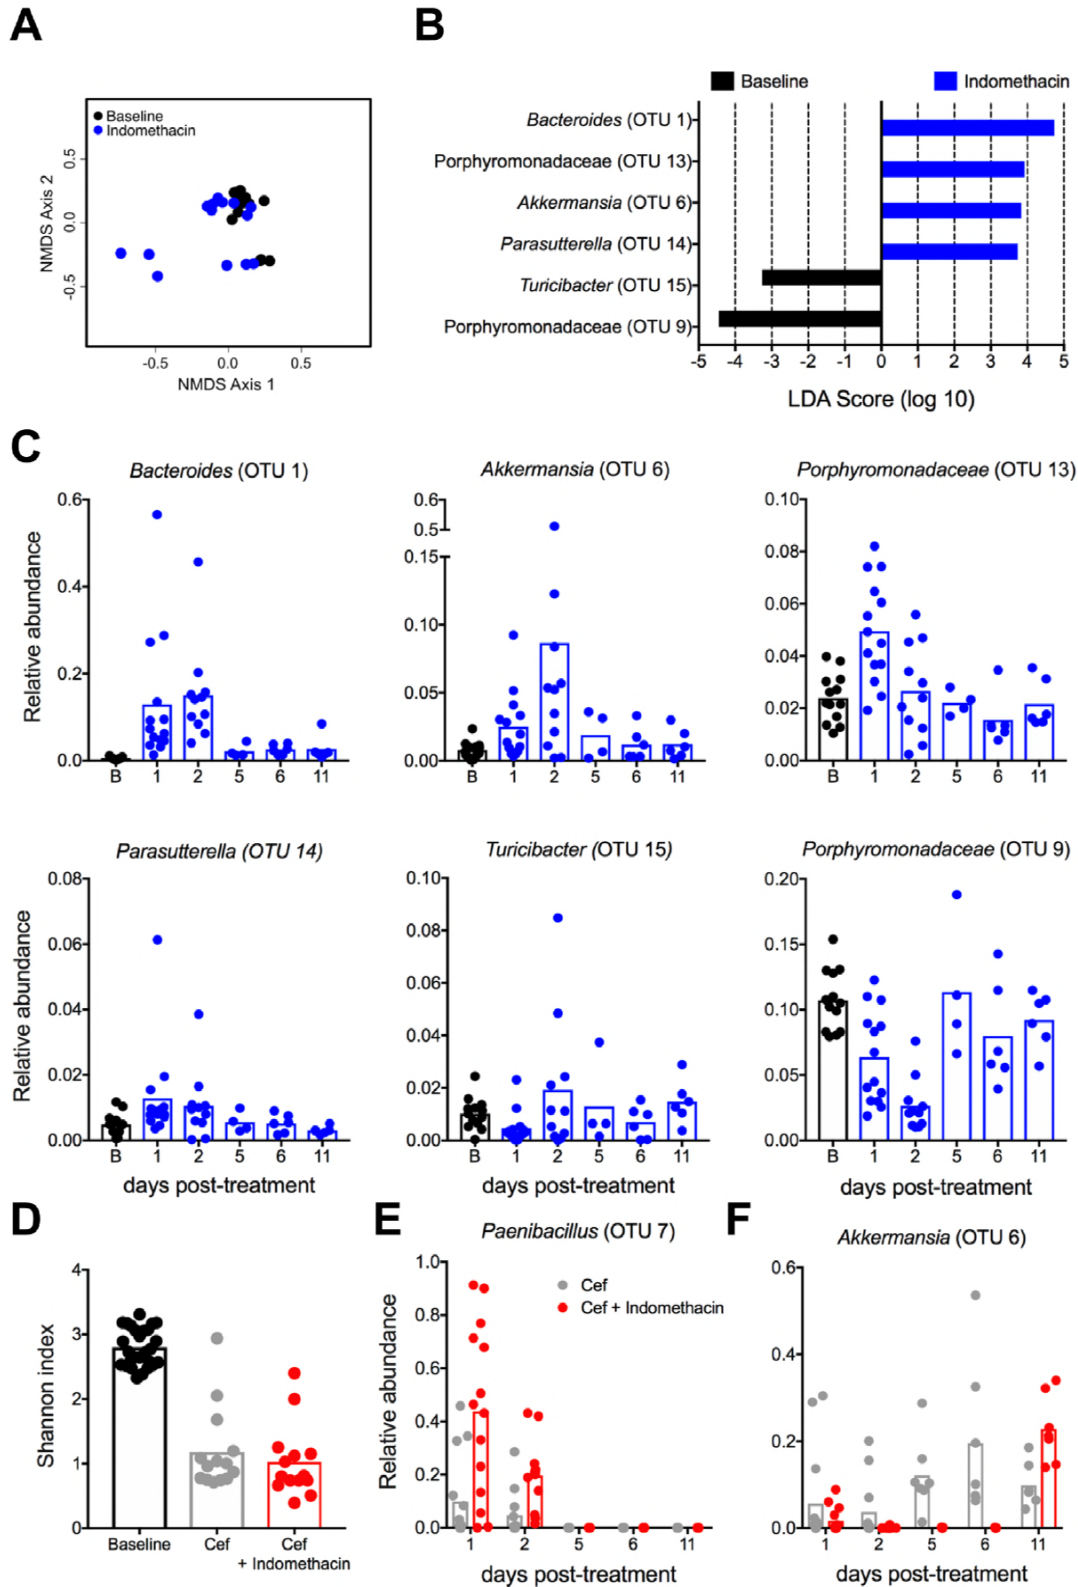 A
Baseline
Indomethacin
NMDS Axis 2
0.5
0.0
-0.5
-0.5
0.0
0.5
NMDS Axis 1
B
Baseline
Indomethacin
Bacteroides (OTU 1)
Porphyromonadaceae (OTU 13)
Akkermansia (OTU 6)
Parasutterella (OTU 14)
Turicibacter (OTU 15)
Porphyromonadaceae (OTU 9)
-5 -4 -3 -2 -1 0 1 2 3 4 5
LDA Score (log 10)
C
Bacteroides (OTU 1)
Relative abundance
0.6
0.4
0.2
0.0
B 1 2 5 6 11
Akkermansia (OTU 6)
0.6
0.5
0.15
0.10
0.05
0.00
B 1 2 5 6 11
Porphyromonadaceae (OTU 13)
0.10
0.08
0.06
0.04
0.02
0.00
B 1 2 5 6 11
Parasutterella (OTU 14)
Relative abundance
0.08
0.06
0.04
0.02
0.00
B 1 2 5 6 11
days post-treatment
Turicibacter (OTU 15)
0.10
0.08
0.06
0.04
0.02
0.00
B 1 2 5 6 11
days post-treatment
Porphyromonadaceae (OTU 9)
0.20
0.15
0.10
0.05
0.00
B 1 2 5 6 11
days post-treatment
D
Shannon index
4
3
2
1
0
Baseline
Cef
Cef
+ Indomethacin
E
Paenibacillus (OTU 7)
Cef
Cef + Indomethacin
Relative abundance
1.0
0.8
0.6
0.4
0.2
0.0
1 2 5 6 11
days post-treatment
F
Akkermansia (OTU 6)
0.6
0.4
0.2
0.0
1 2 5 6 11
days post-treatment